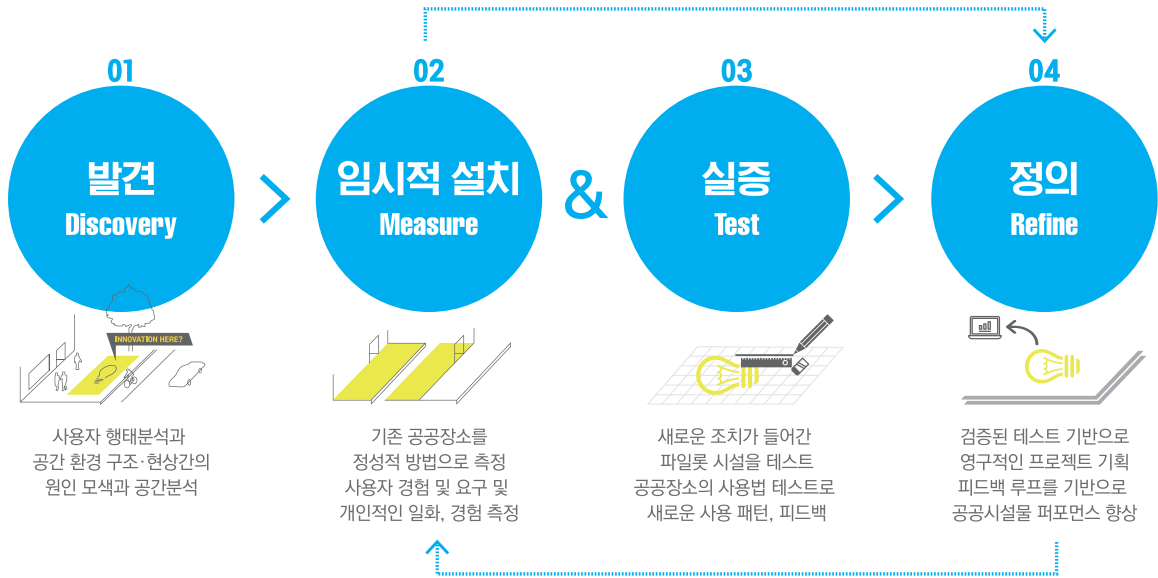 01
발견
Discovery
INNOVATION HERE?
사용자 행태분석과
공간 환경 구조·현상간의
원인 모색과 공간분석
>
02
임시적 설치
Measure
기존 공공장소를
정성적 방법으로 측정
사용자 경험 및 요구 및
개인적인 일화, 경험 측정
&
03
실증
Test
새로운 조치가 들어간
파일롯 시설을 테스트
공공장소의 사용법 테스트로
새로운 사용 패턴, 피드백
>
04
정의
Refine
검증된 테스트 기반으로
영구적인 프로젝트 기획
피드백 루프를 기반으로
공공시설물 퍼포먼스 향상